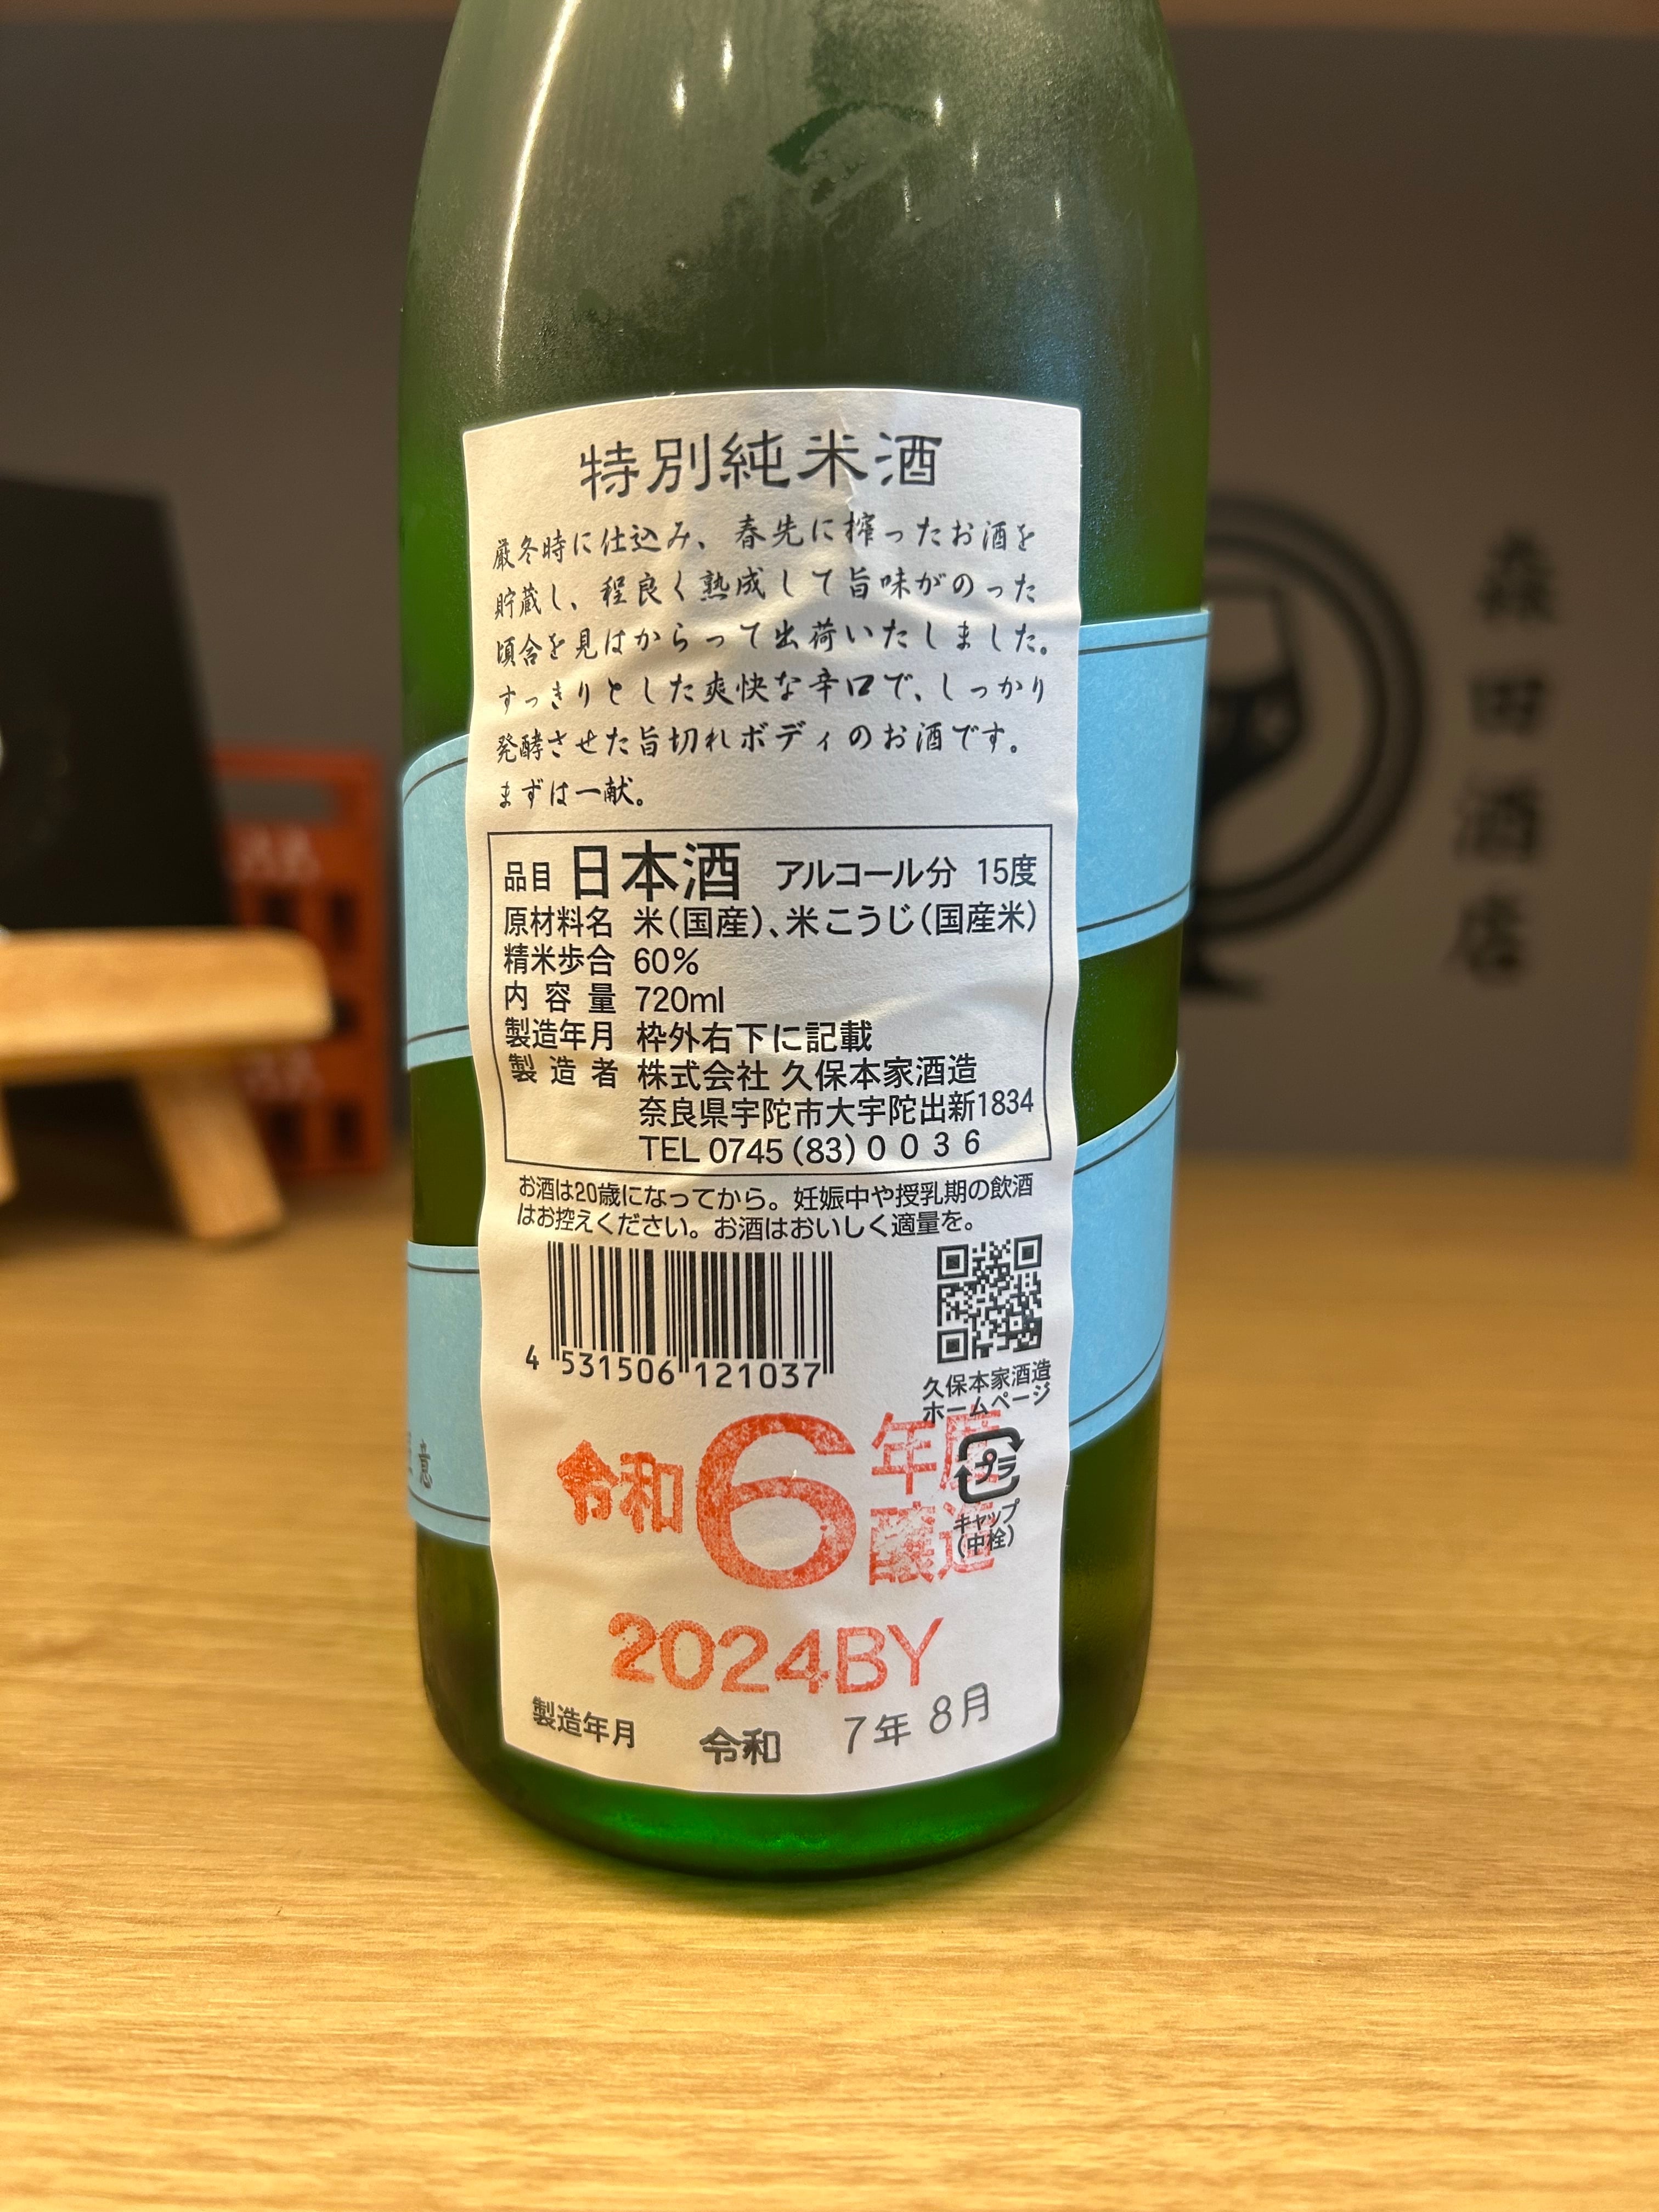 特別純米酒
厳冬時に仕込み、春先に搾ったお酒を
貯蔵し、程良く熟成して旨味がのった
頃合を見はからって出荷いたしました。
すっきりとした爽快な辛口で、しっかり
発酵させた旨切れボディのお酒です。
まずは一献。
品目 日本酒 アルコール分 15度
原材料名 米(国産)、米こうじ(国産米)
精米歩合 60%
内容量 720ml
製造年月 枠外右下に記載
製造者 株式会社 久保本家酒造
奈良県宇陀市大宇陀出新1834
TEL 0745(83)0036
お酒は20歳になってから。妊娠中や授乳期の飲酒
はお控えください。お酒はおいしく適量を。
4 531506 121037
久保本家酒造
ホームページ
プラ
キャップ
(中栓)
令和6年度醸造
2024BY
製造年月 令和 7年 8月
意
森田酒店